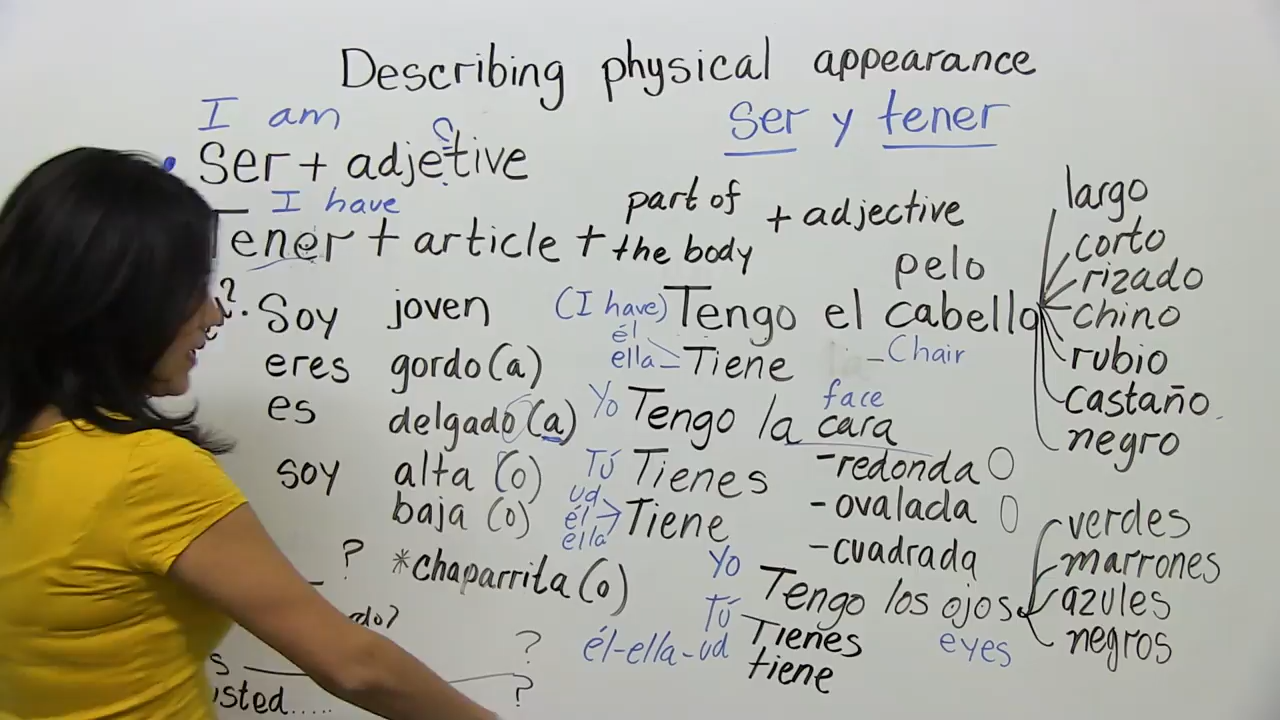 Describing physical appearance
I am
Ser y tener
c
Ser + adjetive
I have
Tener + article + part of the body + adjective
? . Soy joven
eres gordo(a)
es delgado(a)
soy alta (o)
baja (o)
? *chaparrita(o)
do?
s ?
usted..... ?
pelo
(I have) Tengo el cabello
él
ella Tiene
- Chair
largo
corto
rizado
chino
rubio
castaño
negro
face
Yo Tengo la cara
Tú Tienes
ud
él
ella Tiene
- redonda
- ovalada
- cuadrada
Yo Tengo los ojos
Tú Tienes
eyes
él-ella-ud tiene
verdes
marrones
azules
negros